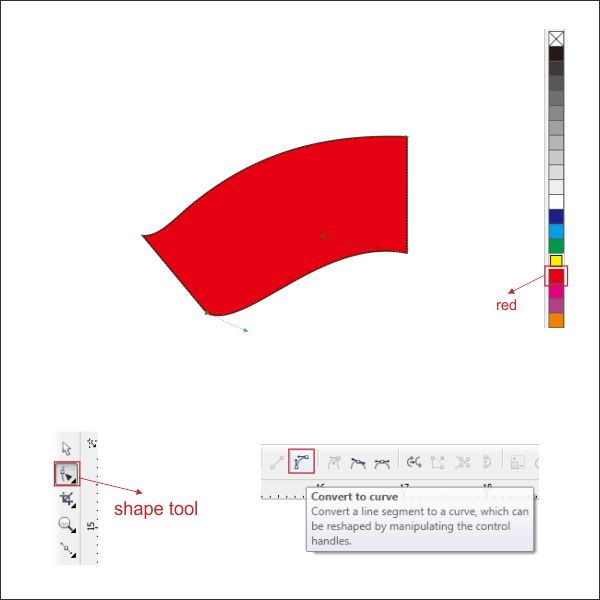 red
shape tool
15
16
17
18
Convert to curve
Convert a line segment to a curve, which can
be reshaped by manipulating the control
handles.